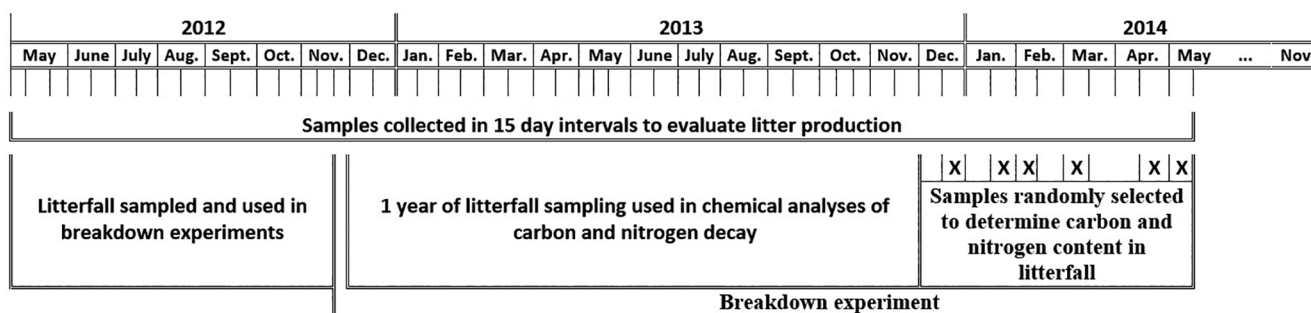 2012 2013 2014
May June July Aug. Sept. Oct. Nov. Dec. Jan. Feb. Mar. Apr. May June July Aug. Sept. Oct. Nov. Dec. Jan. Feb. Mar. Apr. May ... Nov
Samples collected in 15 day intervals to evaluate litter production
X X X X X X
Litterfall sampled and used in
breakdown experiments
1 year of litterfall sampling used in chemical analyses of
carbon and nitrogen decay
Samples randomly selected
to determine carbon and
nitrogen content in
litterfall
Breakdown experiment